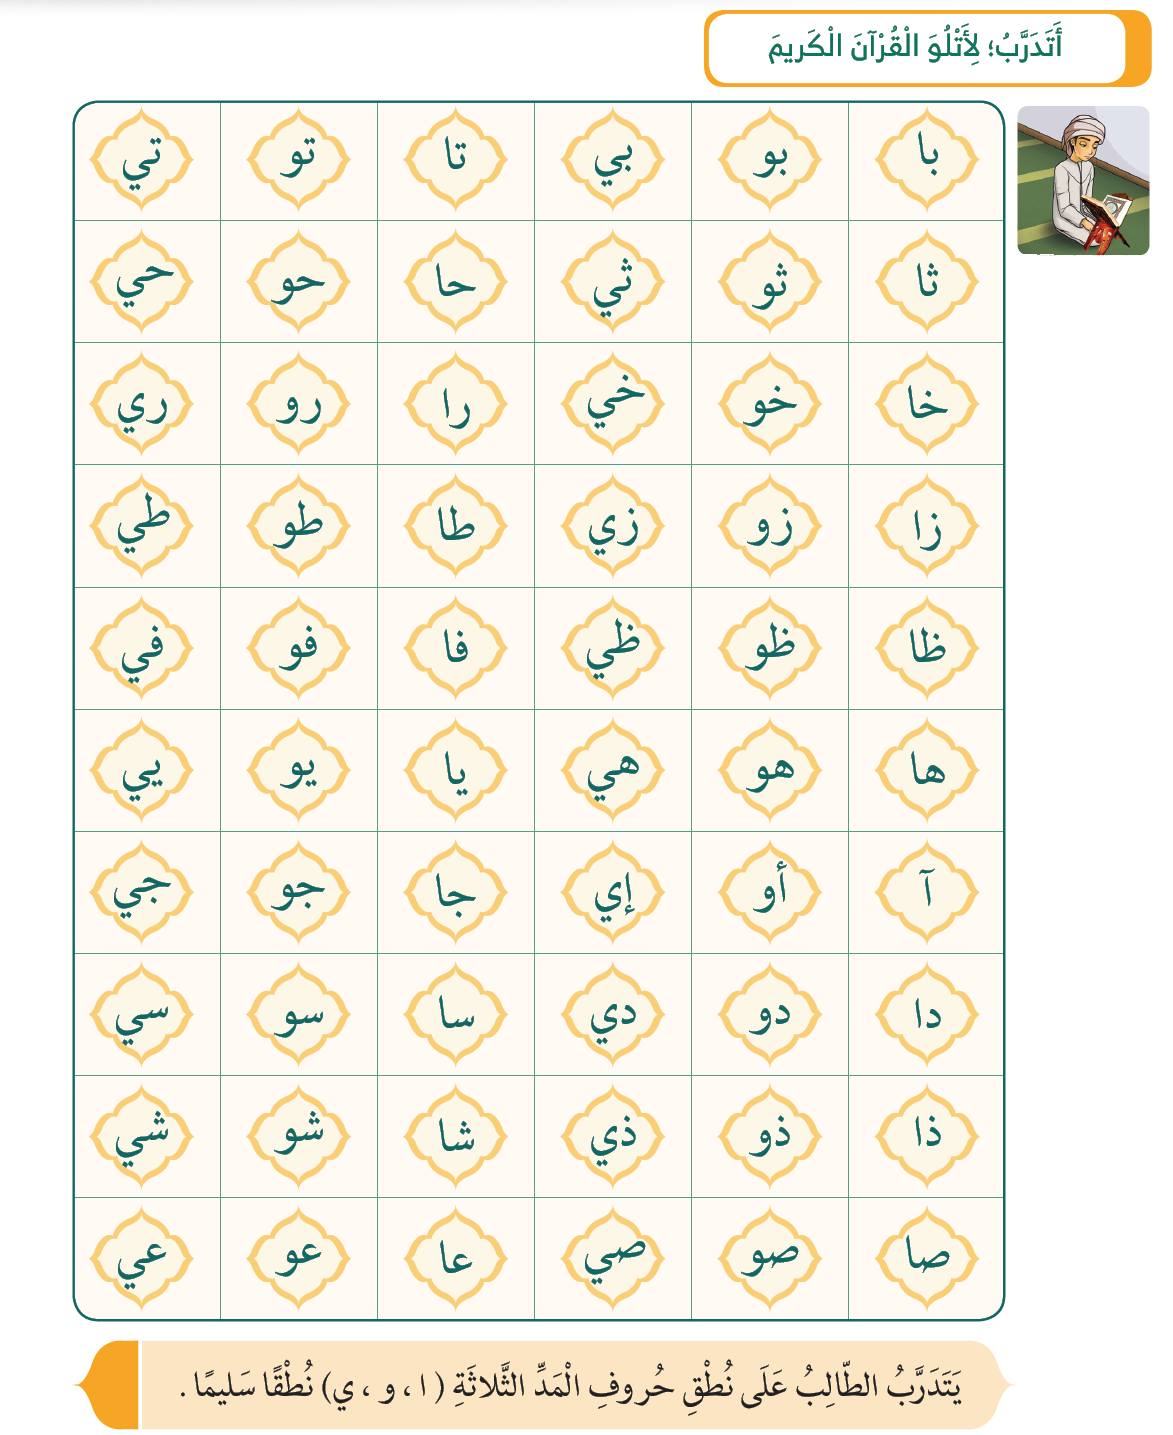 أَتَدَرَّبُ؛ لِأَتْلُوَ الْقُرْآنَ الْكَريمَ
با بو بي تا تو تي
ثا ثو ثي حا حو حي
خا خو خي را رو ري
زا زو زي طا طو طي
ظا ظو ظي فا فو في
ها هو هي يا يو يي
آ أو إي جا جو جي
دا دو دي سا سو سي
ذا ذو ذي شا شو شي
صا صو صي عا عو عي
يَتَدَرَّبُ الطّالِبُ عَلَى نُطْقِ حُروفِ الْمَدِّ الثَّلاثَةِ (ا ، و ، ي) نُطْقًا سَليمًا .